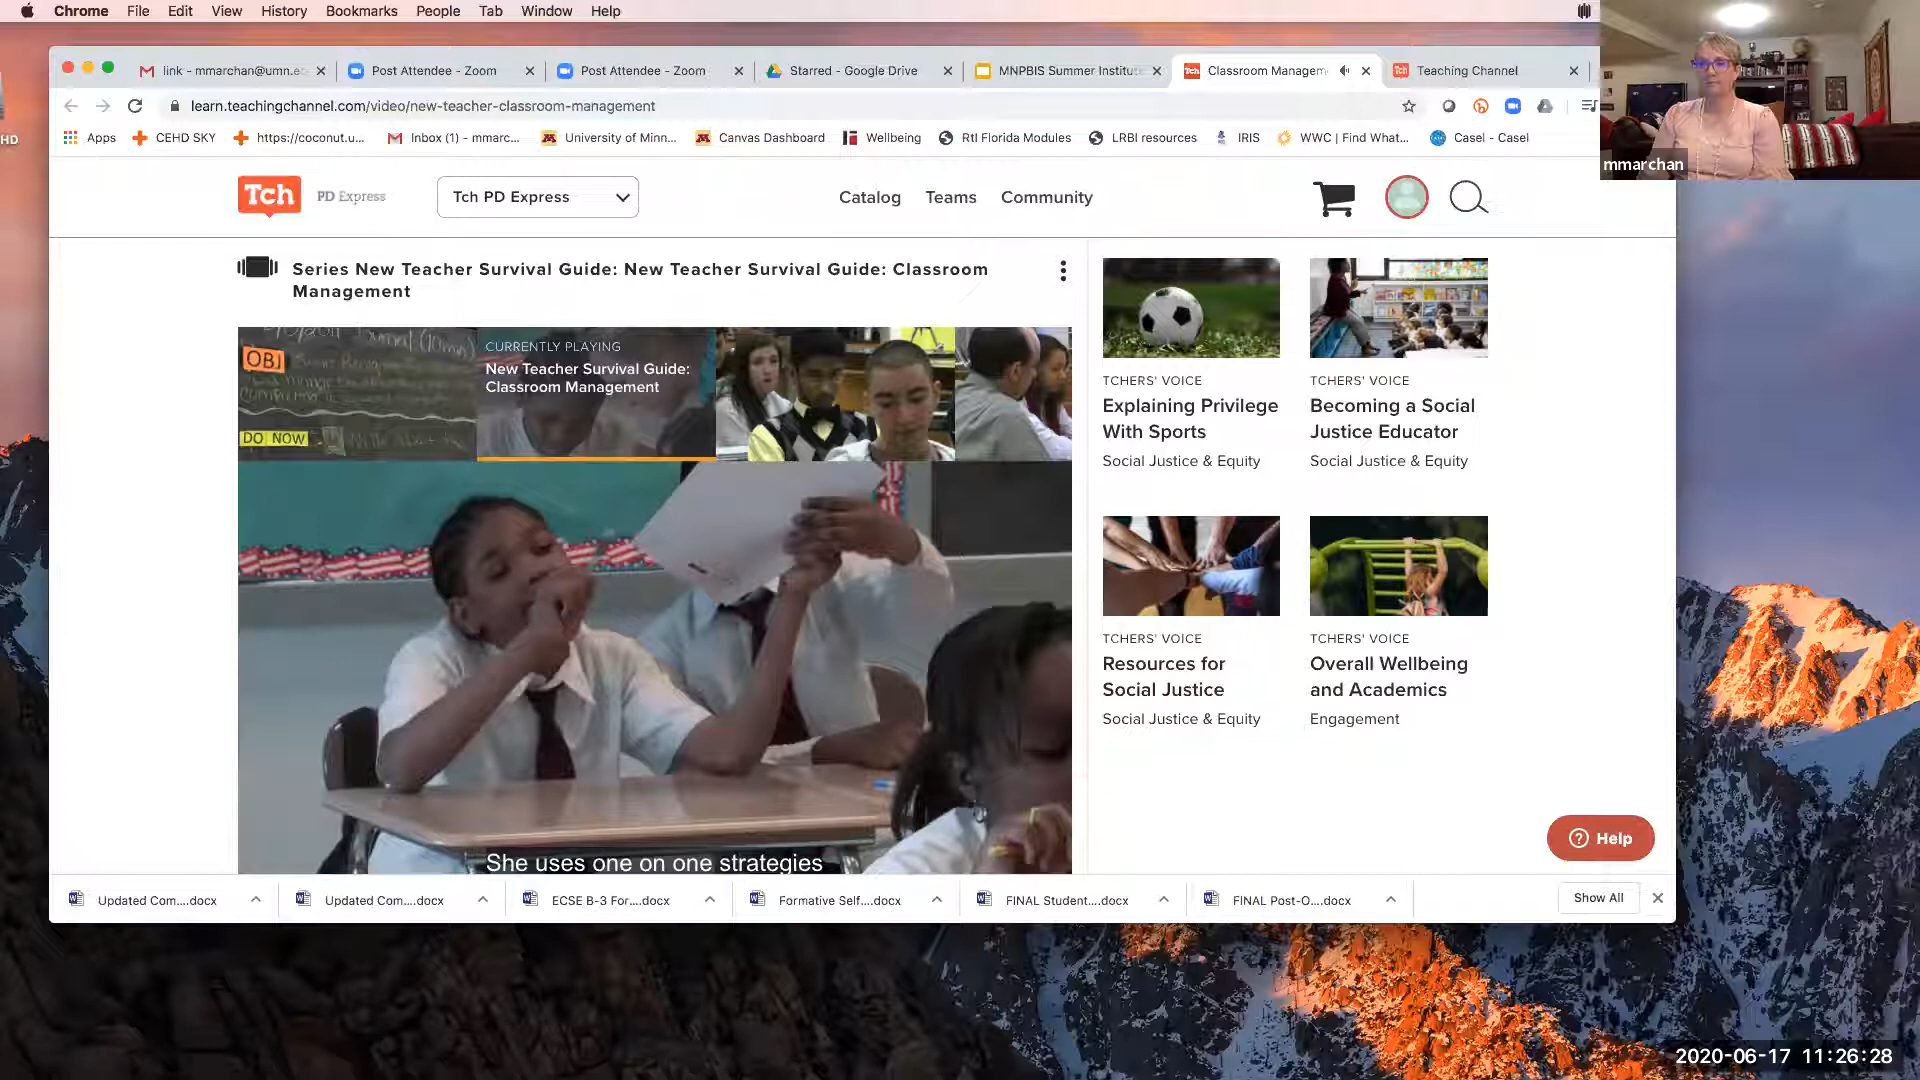 Chrome File Edit View History Bookmarks People Tab Window Help
link - mmarchan@umn.e
Post Attendee - Zoom
Post Attendee - Zoom
Starred - Google Drive
MNPBIS Summer Institut
Classroom Managem
Teaching Channel
learn.teachingchannel.com/video/new-teacher-classroom-management
Apps
CEHD SKY
https://coconut.u...
Inbox (1) - mmarc...
University of Minn...
Canvas Dashboard
Wellbeing
RtI Florida Modules
LRBI resources
IRIS
WWC | Find What...
Casel - Casel
HD
mmarchan
Tch PD Express
Tch PD Express
Catalog Teams Community
Series New Teacher Survival Guide: New Teacher Survival Guide: Classroom
Management
OBJ
DO NOW
CURRENTLY PLAYING
New Teacher Survival Guide:
Classroom Management
She uses one on one strategies
TCHERS' VOICE
Explaining Privilege
With Sports
Social Justice & Equity
TCHERS' VOICE
Becoming a Social
Justice Educator
Social Justice & Equity
TCHERS' VOICE
Resources for
Social Justice
Social Justice & Equity
TCHERS' VOICE
Overall Wellbeing
and Academics
Engagement
Help
Updated Com....docx
Updated Com....docx
ECSE B-3 For....docx
Formative Self....docx
FINAL Student....docx
FINAL Post-O....docx
Show All
2020-06-17 11:26:28